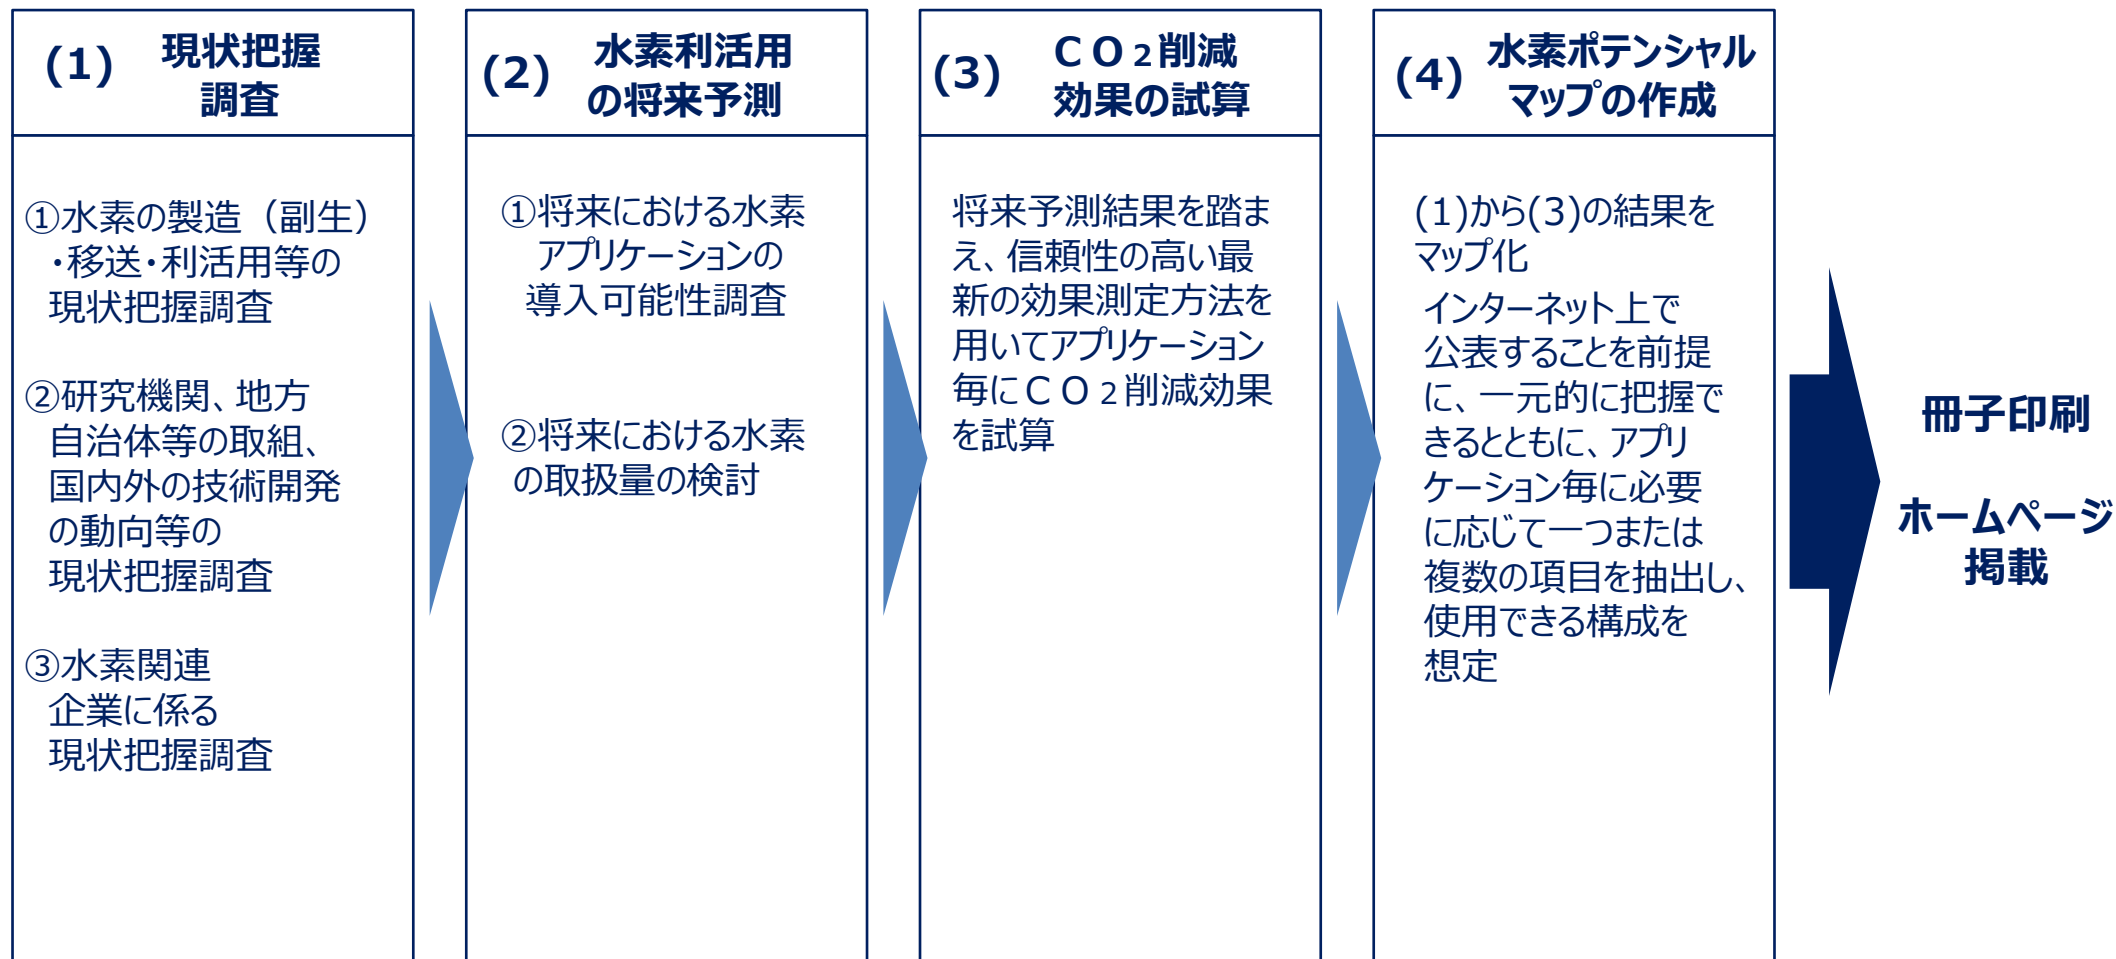 (1) 現状把握
調査
①水素の製造（副生）
・移送・利活用等の
現状把握調査
②研究機関、地方
自治体等の取組、
国内外の技術開発
の動向等の
現状把握調査
③水素関連
企業に係る
現状把握調査
(2) 水素利活用
の将来予測
①将来における水素
アプリケーションの
導入可能性調査
②将来における水素
の取扱量の検討
(3) ＣＯ2削減
効果の試算
将来予測結果を踏ま
え、信頼性の高い最
新の効果測定方法を
用いてアプリケーション
毎にＣＯ2削減効果
を試算
(4) 水素ポテンシャル
マップの作成
(1)から(3)の結果を
マップ化
インターネット上で
公表することを前提
に、一元的に把握で
きるとともに、アプリ
ケーション毎に必要
に応じて一つまたは
複数の項目を抽出し、
使用できる構成を
想定
冊子印刷
ホームページ
掲載